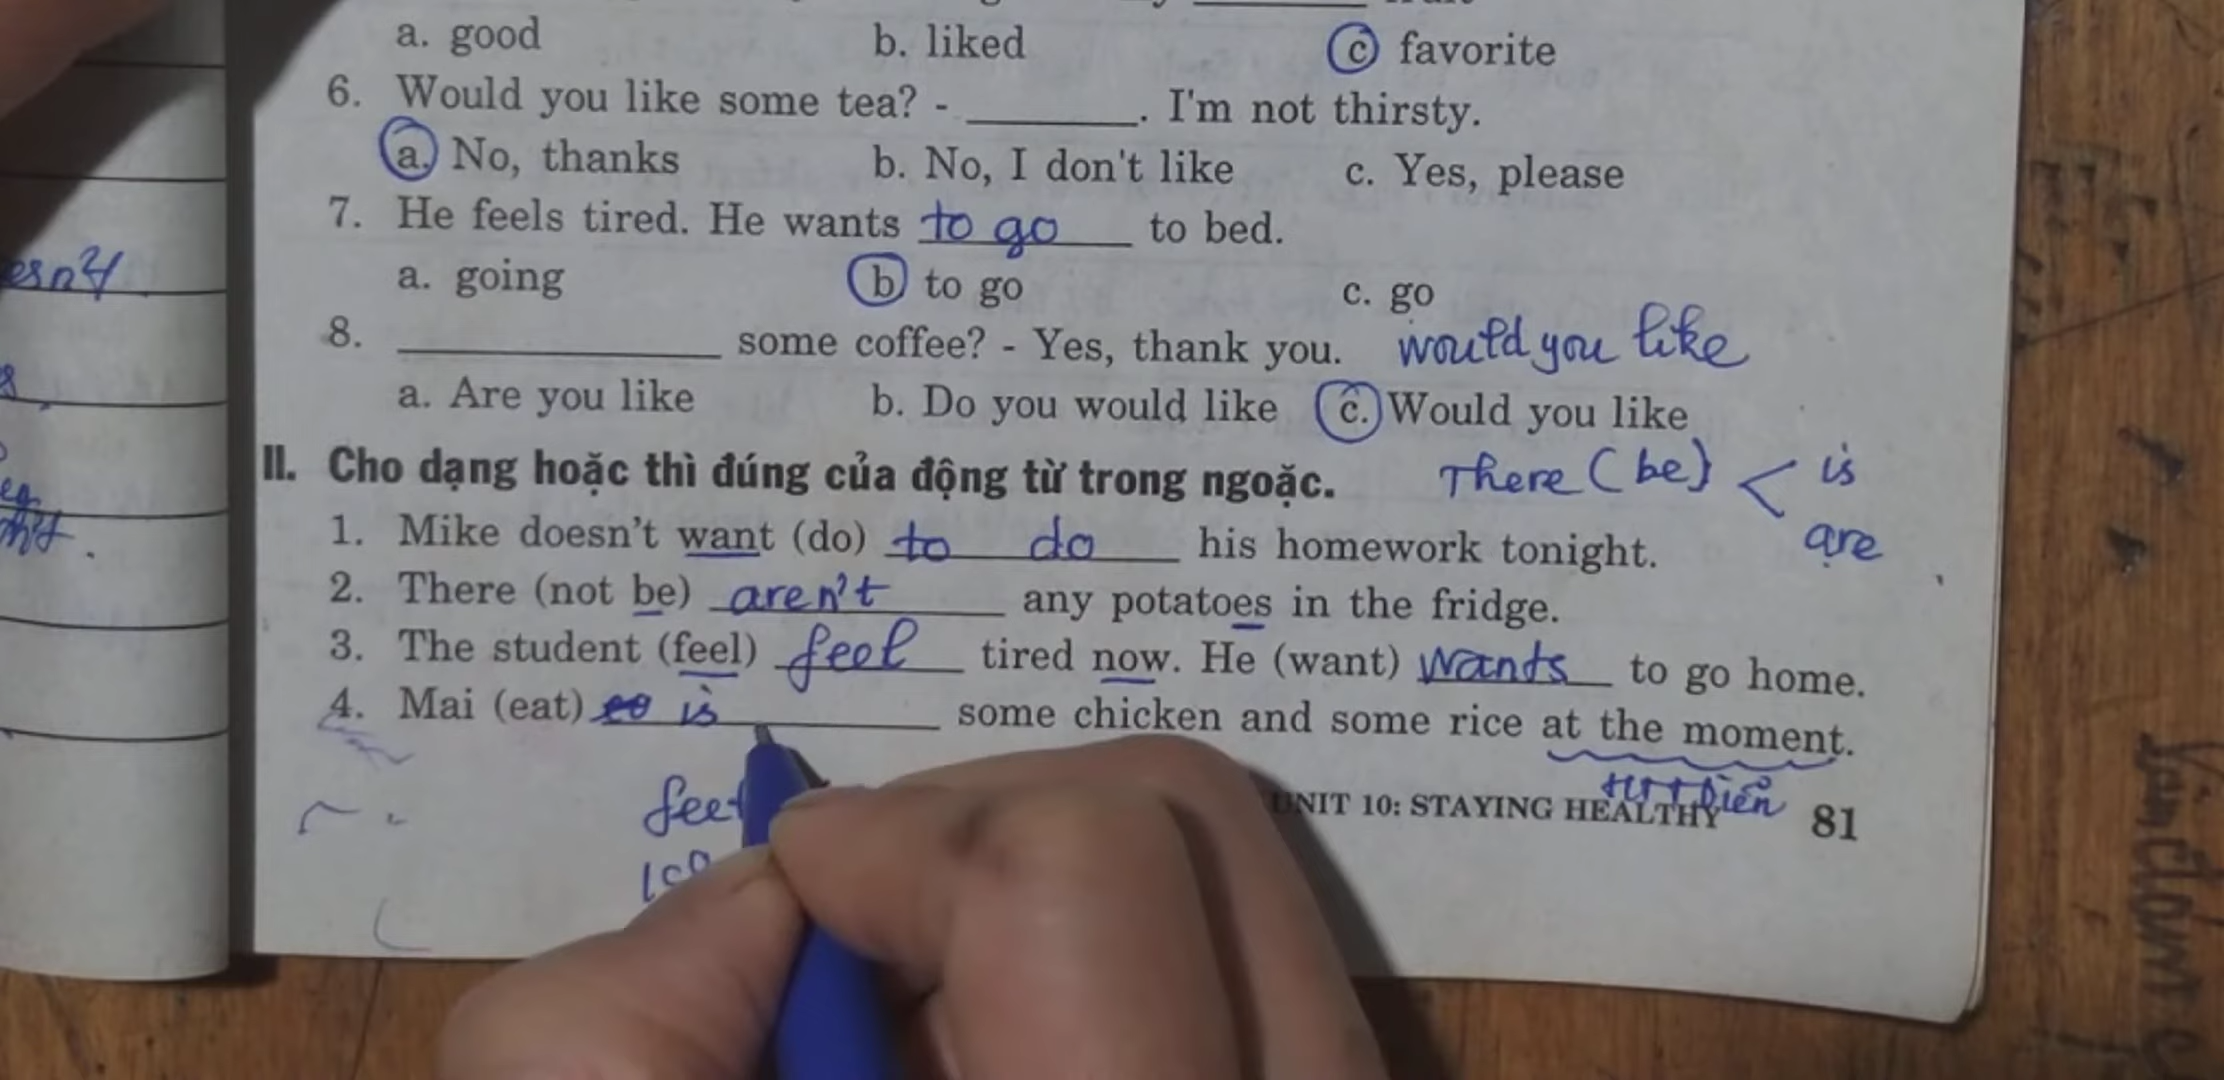 a. good b. liked c favorite
6. Would you like some tea? - ________. I'm not thirsty.
a. No, thanks b. No, I don't like c. Yes, please
7. He feels tired. He wants to go to bed.
a. going b to go c. go
8. ________ some coffee? - Yes, thank you. would you like
a. Are you like b. Do you would like c. Would you like
II. Cho dạng hoặc thì đúng của động từ trong ngoặc. There (be) < is
are
1. Mike doesn't want (do) to do his homework tonight.
2. There (not be) aren't any potatoes in the fridge.
3. The student (feel) feel tired now. He (want) wants to go home.
4. Mai (eat) is some chicken and some rice at the moment.
UNIT 10: STAYING HEALTHY 81